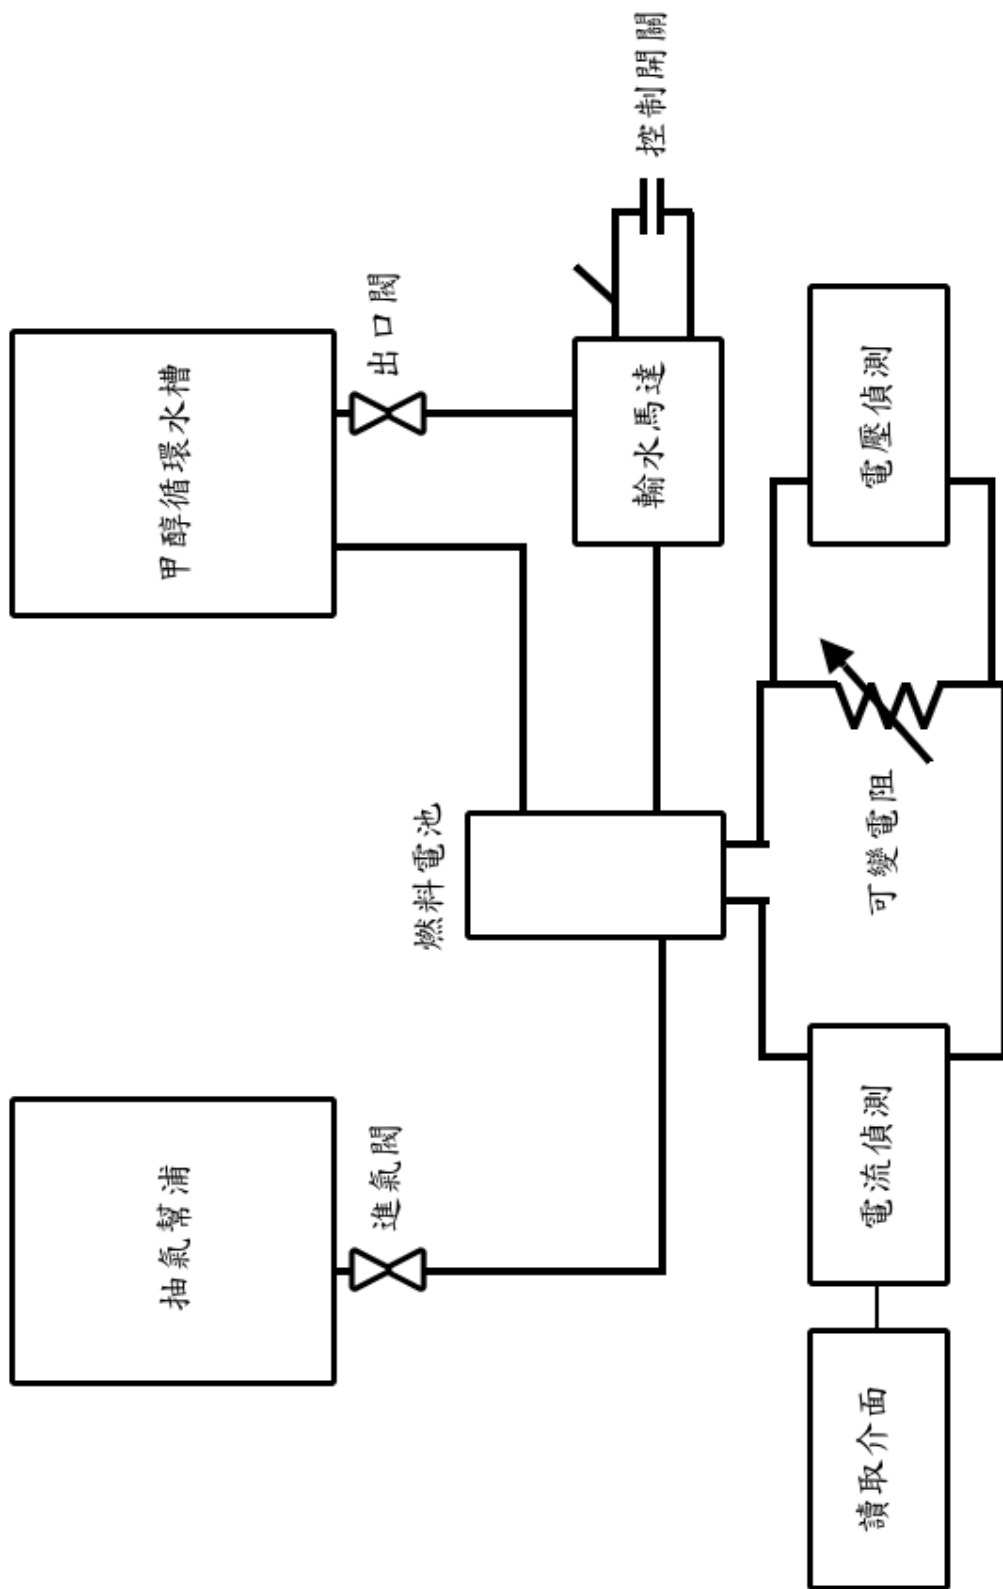 抽氣幫浦
進氣閥
甲醇循環水槽
出口閥
燃料電池
輸水馬達
控制開關
讀取介面
電流偵測
可變電阻
電壓偵測